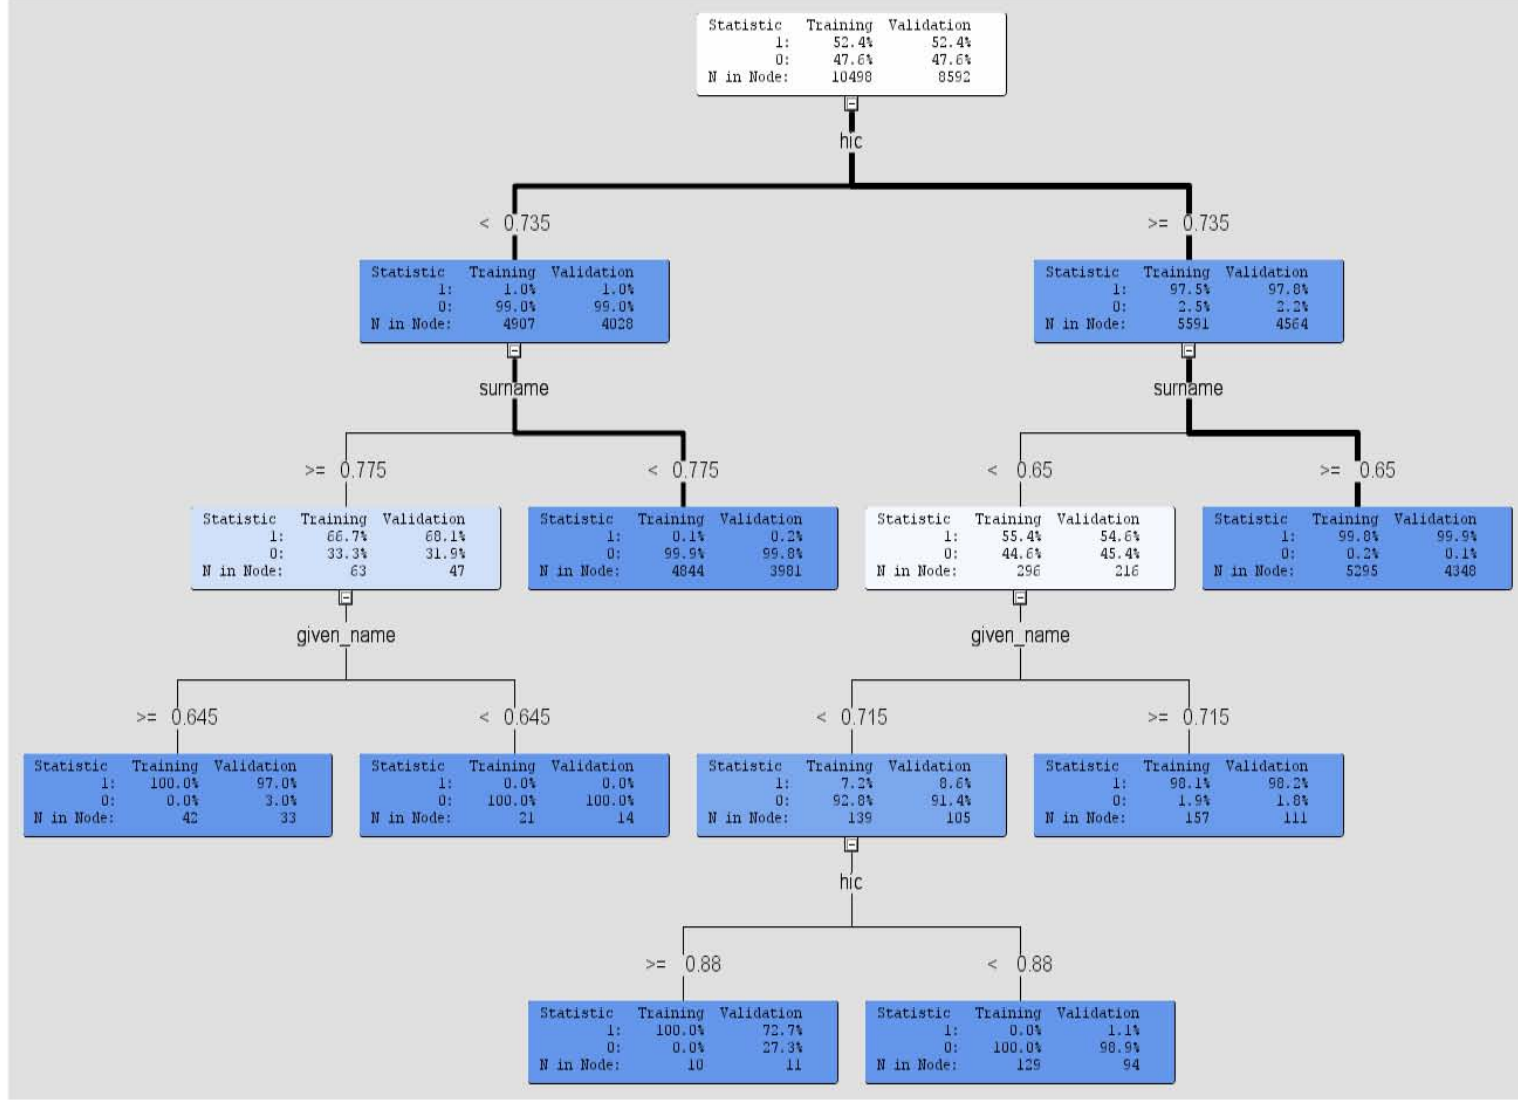 Statistic Training Validation
1: 52.4% 52.4%
0: 47.6% 47.6%
N in Node: 10498 8592
hic
< 0.735
>= 0.735
Statistic Training Validation
1: 1.0% 1.0%
0: 99.0% 99.0%
N in Node: 4907 4028
Statistic Training Validation
1: 97.5% 97.8%
0: 2.5% 2.2%
N in Node: 5591 4564
surname
surname
>= 0.775
< 0.775
< 0.65
>= 0.65
Statistic Training Validation
1: 66.7% 68.1%
0: 33.3% 31.9%
N in Node: 63 47
Statistic Training Validation
1: 0.1% 0.2%
0: 99.9% 99.8%
N in Node: 4844 3981
Statistic Training Validation
1: 55.4% 54.6%
0: 44.6% 45.4%
N in Node: 296 216
Statistic Training Validation
1: 99.8% 99.9%
0: 0.2% 0.1%
N in Node: 5295 4348
given_name
given_name
>= 0.645
< 0.645
< 0.715
>= 0.715
Statistic Training Validation
1: 100.0% 97.0%
0: 0.0% 3.0%
N in Node: 42 33
Statistic Training Validation
1: 0.0% 0.0%
0: 100.0% 100.0%
N in Node: 21 14
Statistic Training Validation
1: 7.2% 8.6%
0: 92.8% 91.4%
N in Node: 139 105
Statistic Training Validation
1: 98.1% 98.2%
0: 1.9% 1.8%
N in Node: 157 111
hic
>= 0.88
< 0.88
Statistic Training Validation
1: 100.0% 72.7%
0: 0.0% 27.3%
N in Node: 10 11
Statistic Training Validation
1: 0.0% 1.1%
0: 100.0% 98.9%
N in Node: 129 94